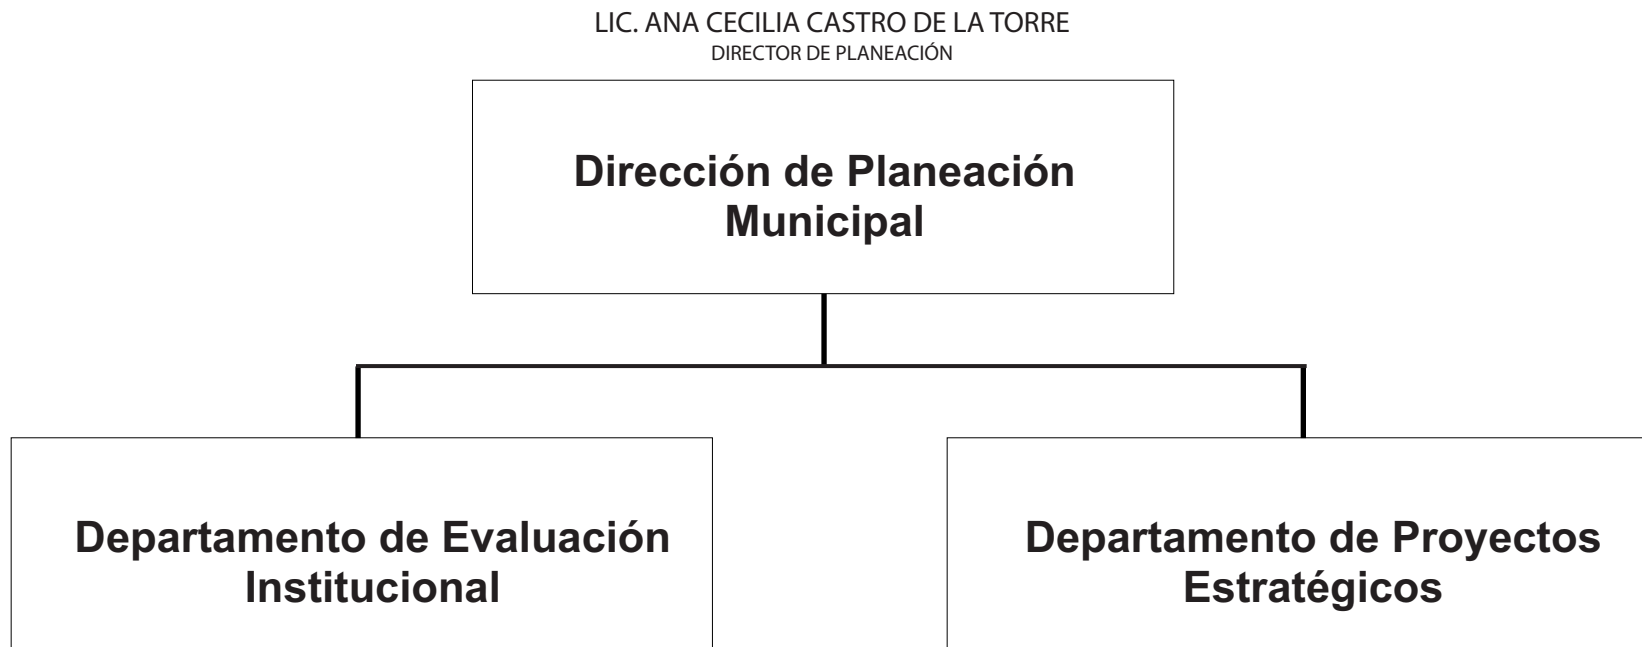 LIC. ANA CECILIA CASTRO DE LA TORRE
DIRECTOR DE PLANEACIÓN
Dirección de Planeación
Municipal
Departamento de Evaluación
Institucional
Departamento de Proyectos
Estratégicos